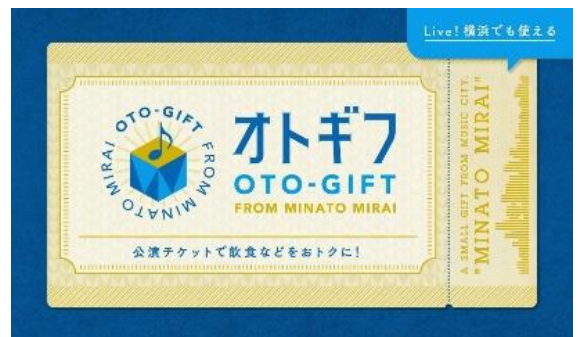 Live!横浜でも使える
OTO-GIFT FROM MINATO MIRAI
オトギフ
OTO-GIFT
FROM MINATO MIRAI
公演チケットで飲食などをおトクに!
A SMALL GIFT FROM MUSIC CITY,
"MINATO MIRAI"